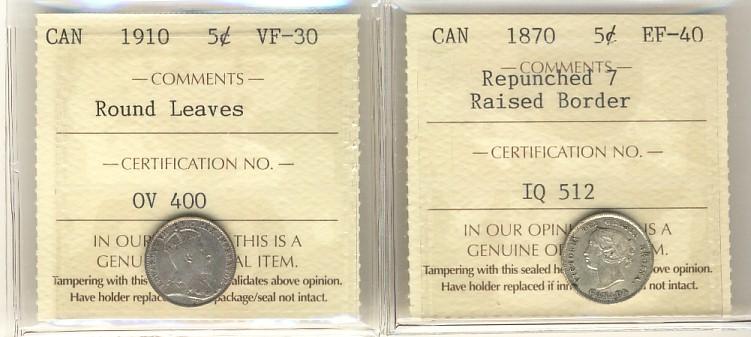 CAN 1910 5¢ VF-30
— COMMENTS —
Round Leaves
— CERTIFICATION NO. —
OV 400
IN OUR THIS IS A
GENU AL ITEM.
Tampering with this alidates above opinion.
Have holder replac package/seal not intact.
CAN 1870 5¢ EF-40
— COMMENTS —
Repunched 7
Raised Border
— CERTIFICATION NO. —
IQ 512
IN OUR OPIN IS A
GENUINE O M.
Tampering with this sealed h ove opinion.
Have holder replaced if inn not intact.